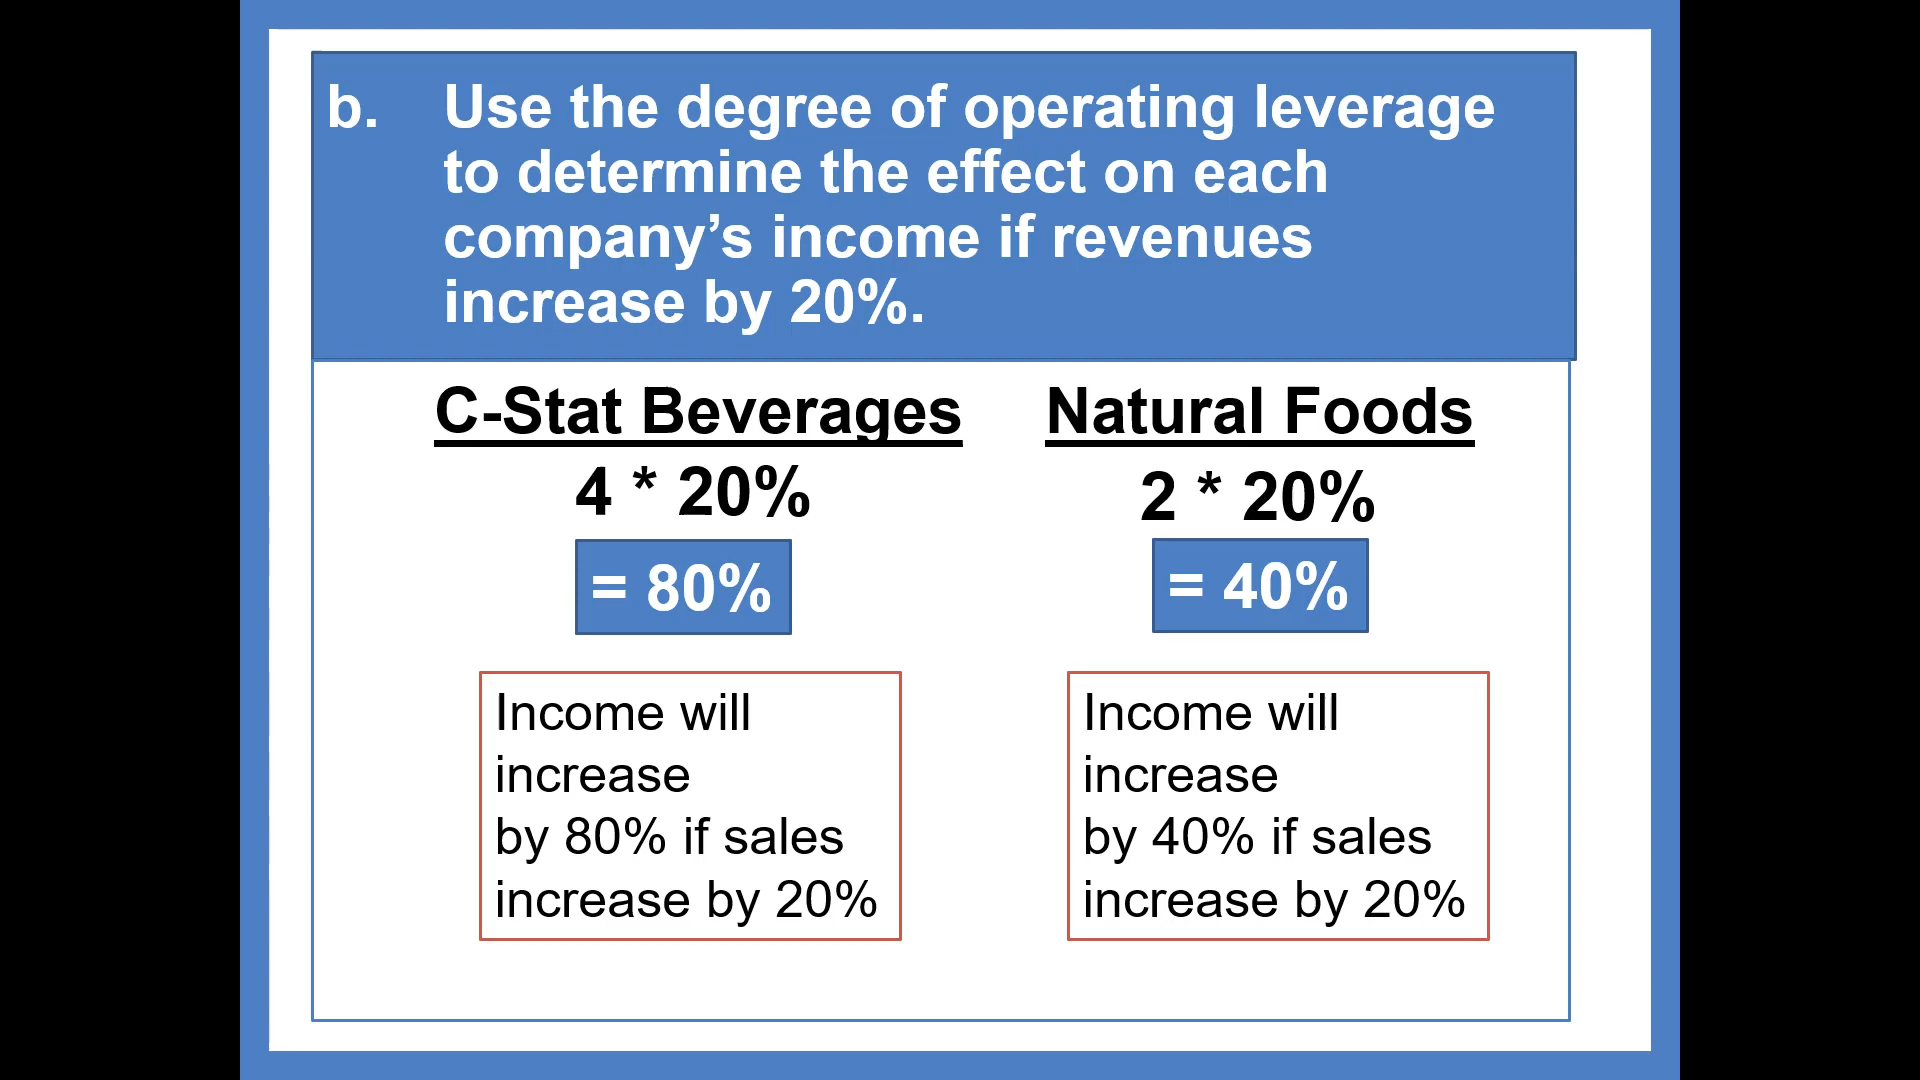 b. Use the degree of operating leverage
to determine the effect on each
company’s income if revenues
increase by 20%.
C-Stat Beverages
4 * 20%
= 80%
Income will
increase
by 80% if sales
increase by 20%
Natural Foods
2 * 20%
= 40%
Income will
increase
by 40% if sales
increase by 20%